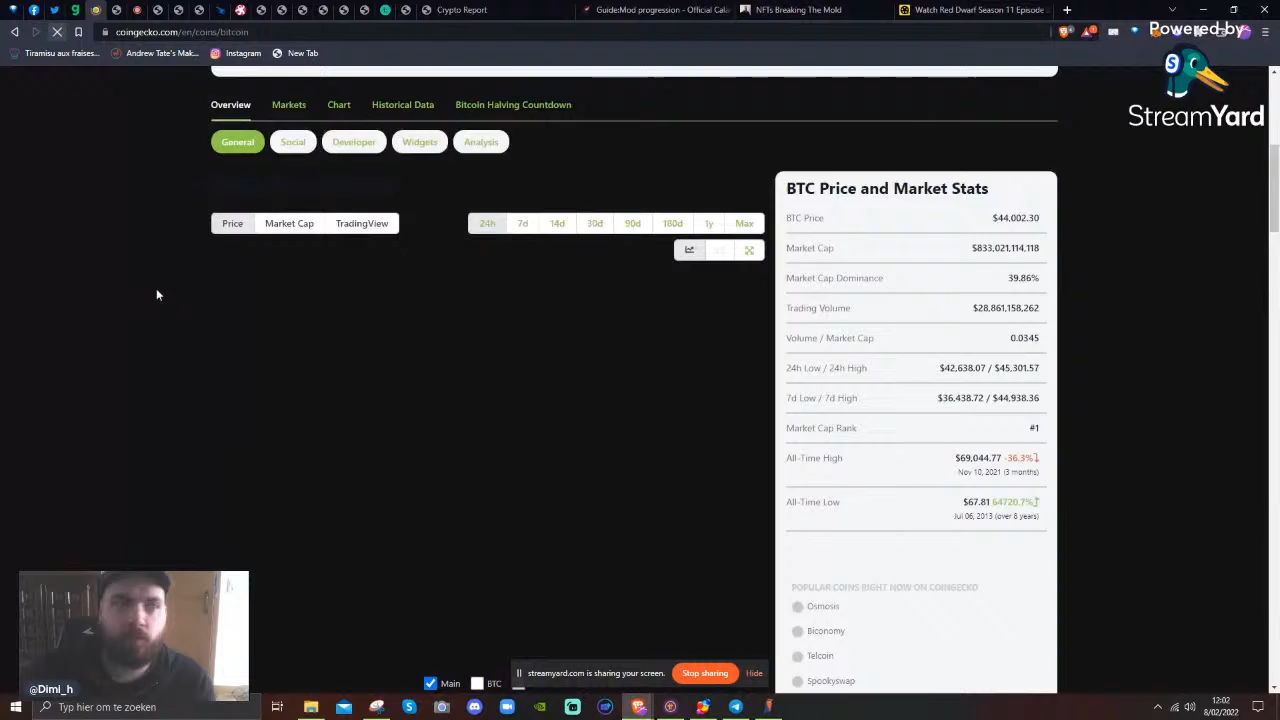 Crypto Report
Guide:Mod progression - Official Cala
NFTs Breaking The Mold
Watch Red Dwarf Season 11 Episode
coingecko.com/en/coins/bitcoin
Powered by
StreamYard
Tiramisu aux fraises...
Andrew Tate's Mak...
Instagram
New Tab
Overview
Markets
Chart
Historical Data
Bitcoin Halving Countdown
General
Social
Developer
Widgets
Analysis
Price
Market Cap
TradingView
24h
7d
14d
30d
90d
180d
1y
Max
BTC Price and Market Stats
BTC Price $44,002.30
Market Cap $833,021,114,118
Market Cap Dominance 39.86%
Trading Volume $28,861,158,262
Volume / Market Cap 0.0345
24h Low / 24h High $42,638.07 / $45,301.57
7d Low / 7d High $36,438.72 / $44,938.36
Market Cap Rank #1
All-Time High $69,044.77 -36.3%
Nov 10, 2021 (3 months)
All-Time Low $67.81 64720.7%
Jul 06, 2013 (over 8 years)
POPULAR COINS RIGHT NOW ON COINGECKO
Osmosis
Biconomy
Telcoin
Spookyswap
@Dimi_h
Main
BTC
streamyard.com is sharing your screen.
Stop sharing
Hide
Typ hier om te zoeken
12:02
8/02/2022